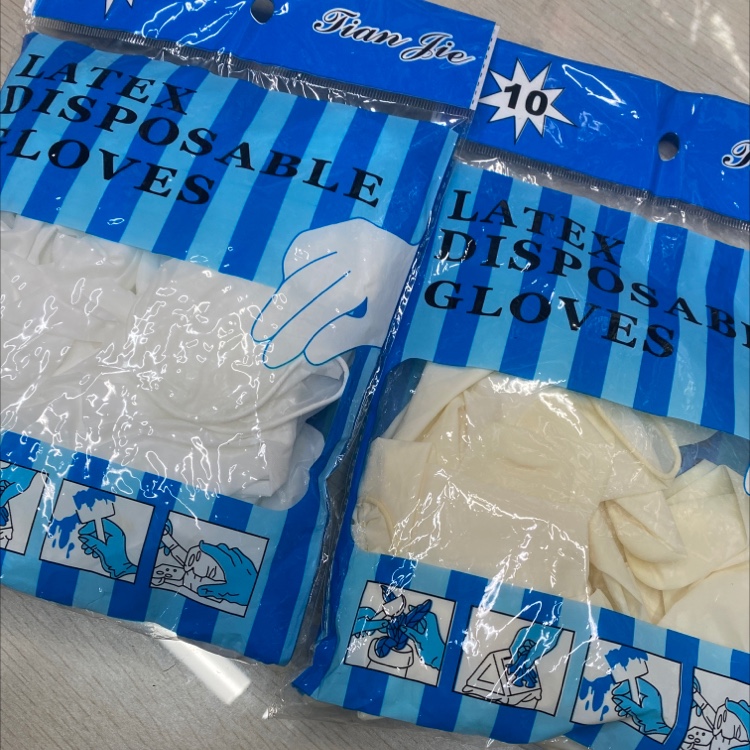 Tian Jie
LATEX
DISPOSABLE
GLOVES
10
LATEX
DISPOSABLE
GLOVES